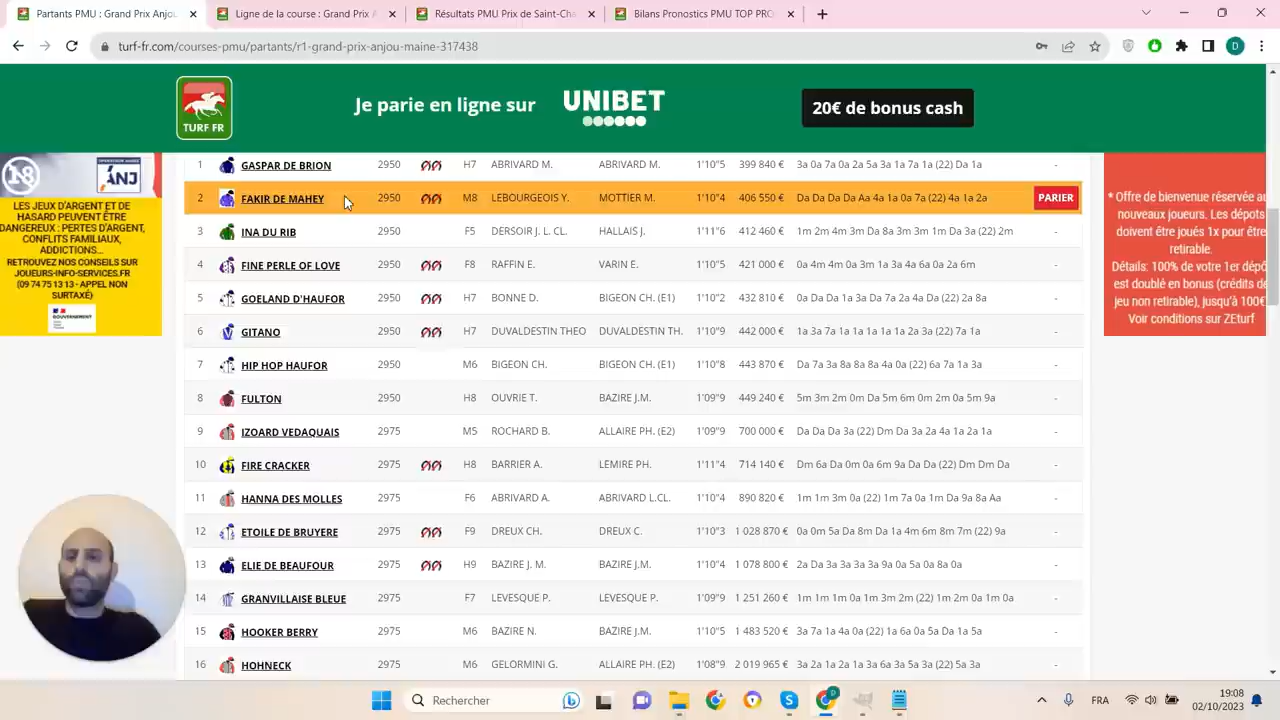 Partants PMU : Grand Prix Anjou
Ligne de la course : Grand Prix A
Résultats PMU Prix de Saint-Cha
Bilans Pronostics PMU TOP PRO
turf-fr.com/courses-pmu/partants/r1-grand-prix-anjou-maine-317438
D
TURF FR
Je parie en ligne sur UNIBET
20€ de bonus cash
18
ANJ
LES JEUX D'ARGENT ET DE
HASARD PEUVENT ÊTRE
DANGEREUX : PERTES D'ARGENT,
CONFLITS FAMILIAUX,
ADDICTIONS...
RETROUVEZ NOS CONSEILS SUR
JOUEURS-INFO-SERVICES.FR
(09 74 75 13 13 - APPEL NON
SURTAXÉ)
1 GASPAR DE BRION 2950 H7 ABRIVARD M. ABRIVARD M. 1'10"5 399 840 € 3a 0a 7a 0a 2a 5a 3a 1a 7a 1a (22) Da 1a -
2 FAKIR DE MAHEY 2950 M8 LEBOURGEOIS Y. MOTTIER M. 1'10"4 406 550 € Da Da Da Da Aa 4a 1a 0a 7a (22) 4a 1a 2a PARIER
3 INA DU RIB 2950 F5 DERSOIR J. L. CL. HALLAIS J. 1'11"6 412 460 € 1m 2m 4m 3m Da 8a 3m 3m 1m Da 3a (22) 2m -
4 FINE PERLE OF LOVE 2950 F8 RAFFIN E. VARIN E. 1'10"5 421 000 € 0a 4m 4m 0a 3m 1a 3a 4a 6a 0a 2a 6m -
5 GOELAND D'HAUFOR 2950 H7 BONNE D. BIGEON CH. (E1) 1'10"2 432 810 € 0a Da Da 1a 3a Da 7a 2a 4a Da (22) 2a 8a -
6 GITANO 2950 H7 DUVALDESTIN THEO DUVALDESTIN TH. 1'10"9 442 000 € 1a 3a 7a 1a 1a 1a 1a 1a 2a 3a (22) 7a 1a -
7 HIP HOP HAUFOR 2950 M6 BIGEON CH. BIGEON CH. (E1) 1'10"8 443 870 € Da 7a 3a 8a 8a 8a 4a 0a (22) 6a 7a 1a 3a -
8 FULTON 2950 H8 OUVRIE T. BAZIRE J.M. 1'09"9 449 240 € 5m 3m 2m 0m Da 5m 6m 0m 2m 0a 5m 9a -
9 IZOARD VEDAQUAIS 2975 M5 ROCHARD B. ALLAIRE PH. (E2) 1'09"9 700 000 € Da Da Da 3a (22) Dm Da 3a 2a 4a 1a 2a 1a -
10 FIRE CRACKER 2975 H8 BARRIER A. LEMIRE PH. 1'11"4 714 140 € Dm 6a Da 0m 0a 6m 9a Da Da (22) Dm Dm Da -
11 HANNA DES MOLLES 2975 F6 ABRIVARD A. ABRIVARD L.CL. 1'10"4 890 820 € 1m 1m 3m 0a (22) 1m 7a 0a 1m Da 9a 8a Aa -
12 ETOILE DE BRUYERE 2975 F9 DREUX CH. DREUX C. 1'10"3 1 028 870 € 0a 0m 5a Da 8m Da 1a 4m 6m 8m 7m (22) 9a -
13 ELIE DE BEAUFOUR 2975 H9 BAZIRE J. M. BAZIRE J.M. 1'10"4 1 078 800 € 2a Da 3a 3a 3a 3a 9a 0a 5a 0a 8a 0a -
14 GRANVILLAISE BLEUE 2975 F7 LEVESQUE P. LEVESQUE P. 1'09"9 1 251 260 € 1m 1m 1m 0a 1m 3m 2m (22) 1m 2m 0a 1m 0a -
15 HOOKER BERRY 2975 M6 BAZIRE N. BAZIRE J.M. 1'10"5 1 483 520 € 3a 7a 1a 4a 0a (22) 1a 6a 0a 5a Da 1a 5a -
16 HOHNECK 2975 M6 GELORMINI G. ALLAIRE PH. (E2) 1'08"9 2 019 965 € 3a 2a 1a 2a 1a 3a 6a 3a 5a 3a (22) 5a 3a -
* Offre de bienvenue réservée au
nouveaux joueurs. Les dépots
doivent être joués 1x pour être
retirable.
Détails: 100% de votre 1er dépô
est doublé en bonus (crédits de
jeu non retirable), jusqu'à 100€
Voir conditions sur ZEturf
Rechercher
FRA
19:08
02/10/2023